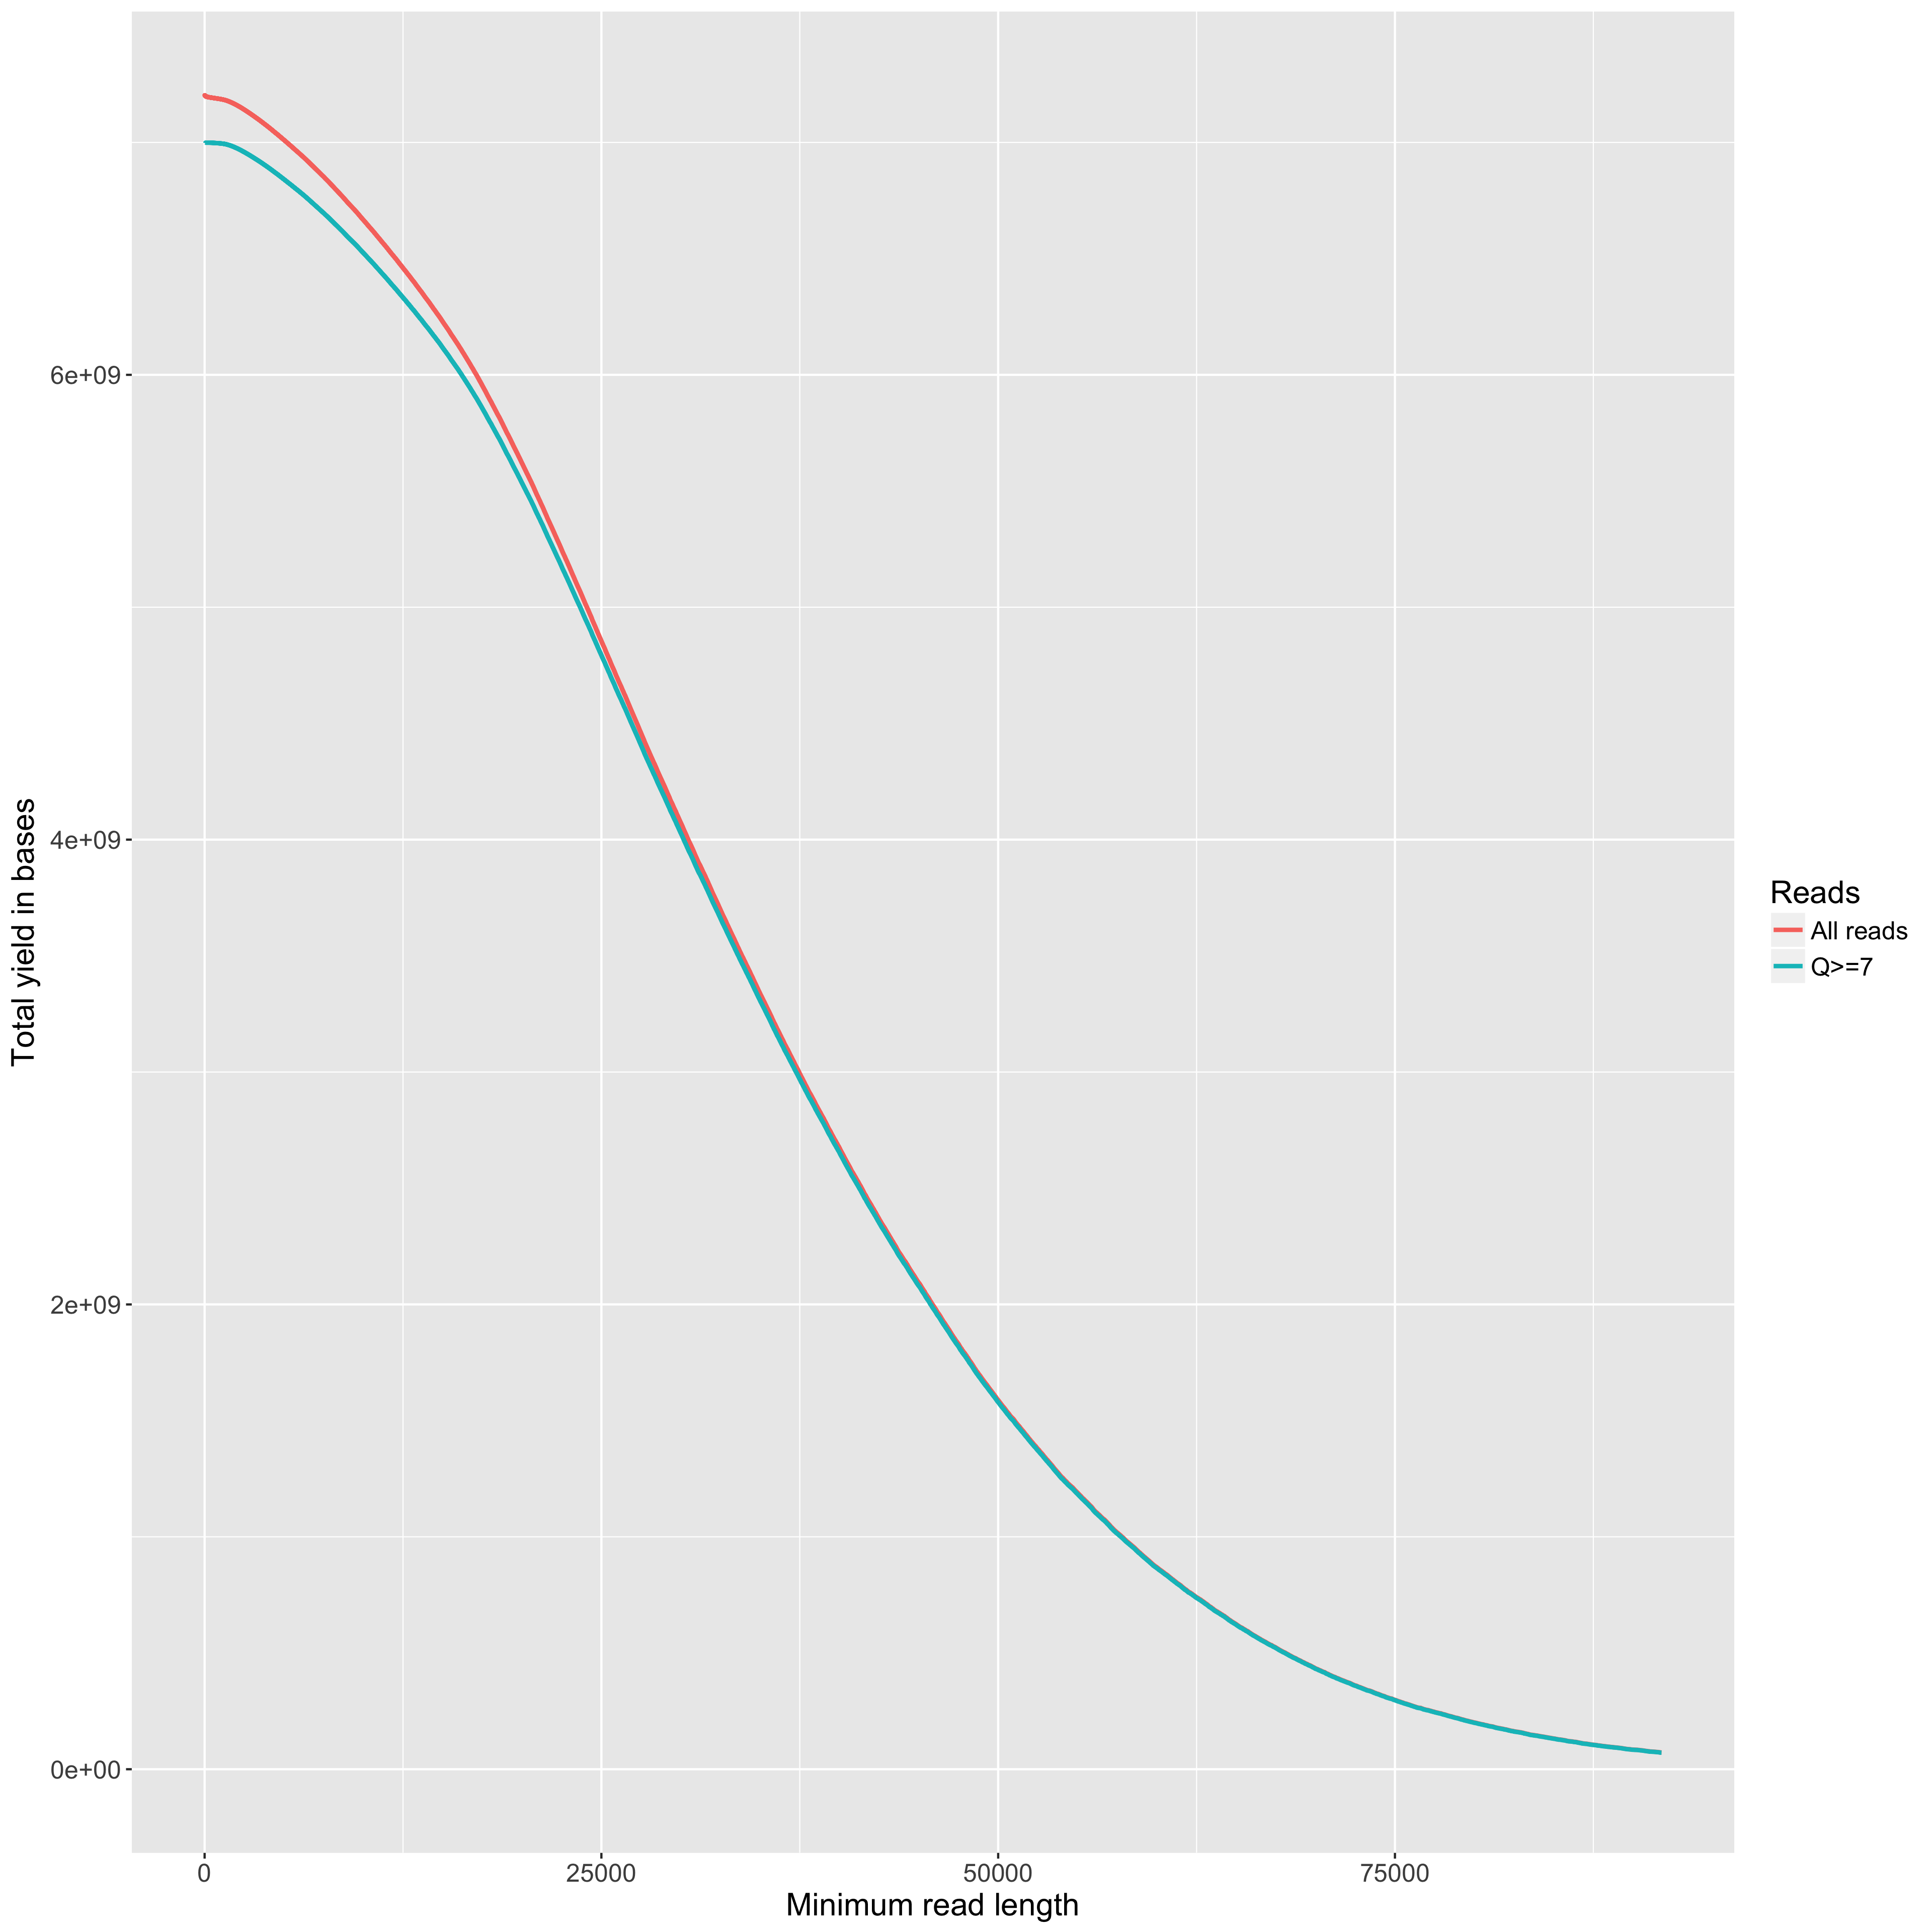 Total yield in bases
6e+09
4e+09
2e+09
0e+00
0
25000
50000
75000
Minimum read length
Reads
All reads
Q>=7